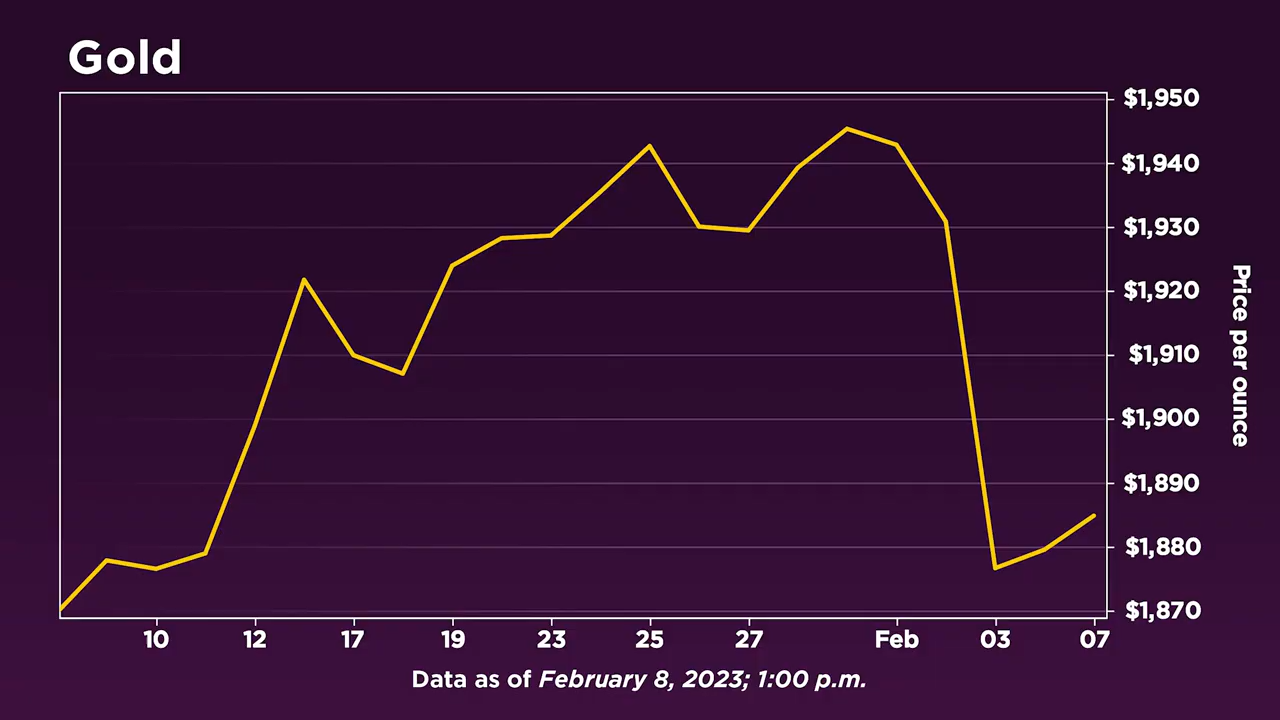 Gold
$1,950
$1,940
$1,930
$1,920
$1,910
$1,900
$1,890
$1,880
$1,870
Price per ounce
10 12 17 19 23 25 27 Feb 03 07
Data as of February 8, 2023; 1:00 p.m.